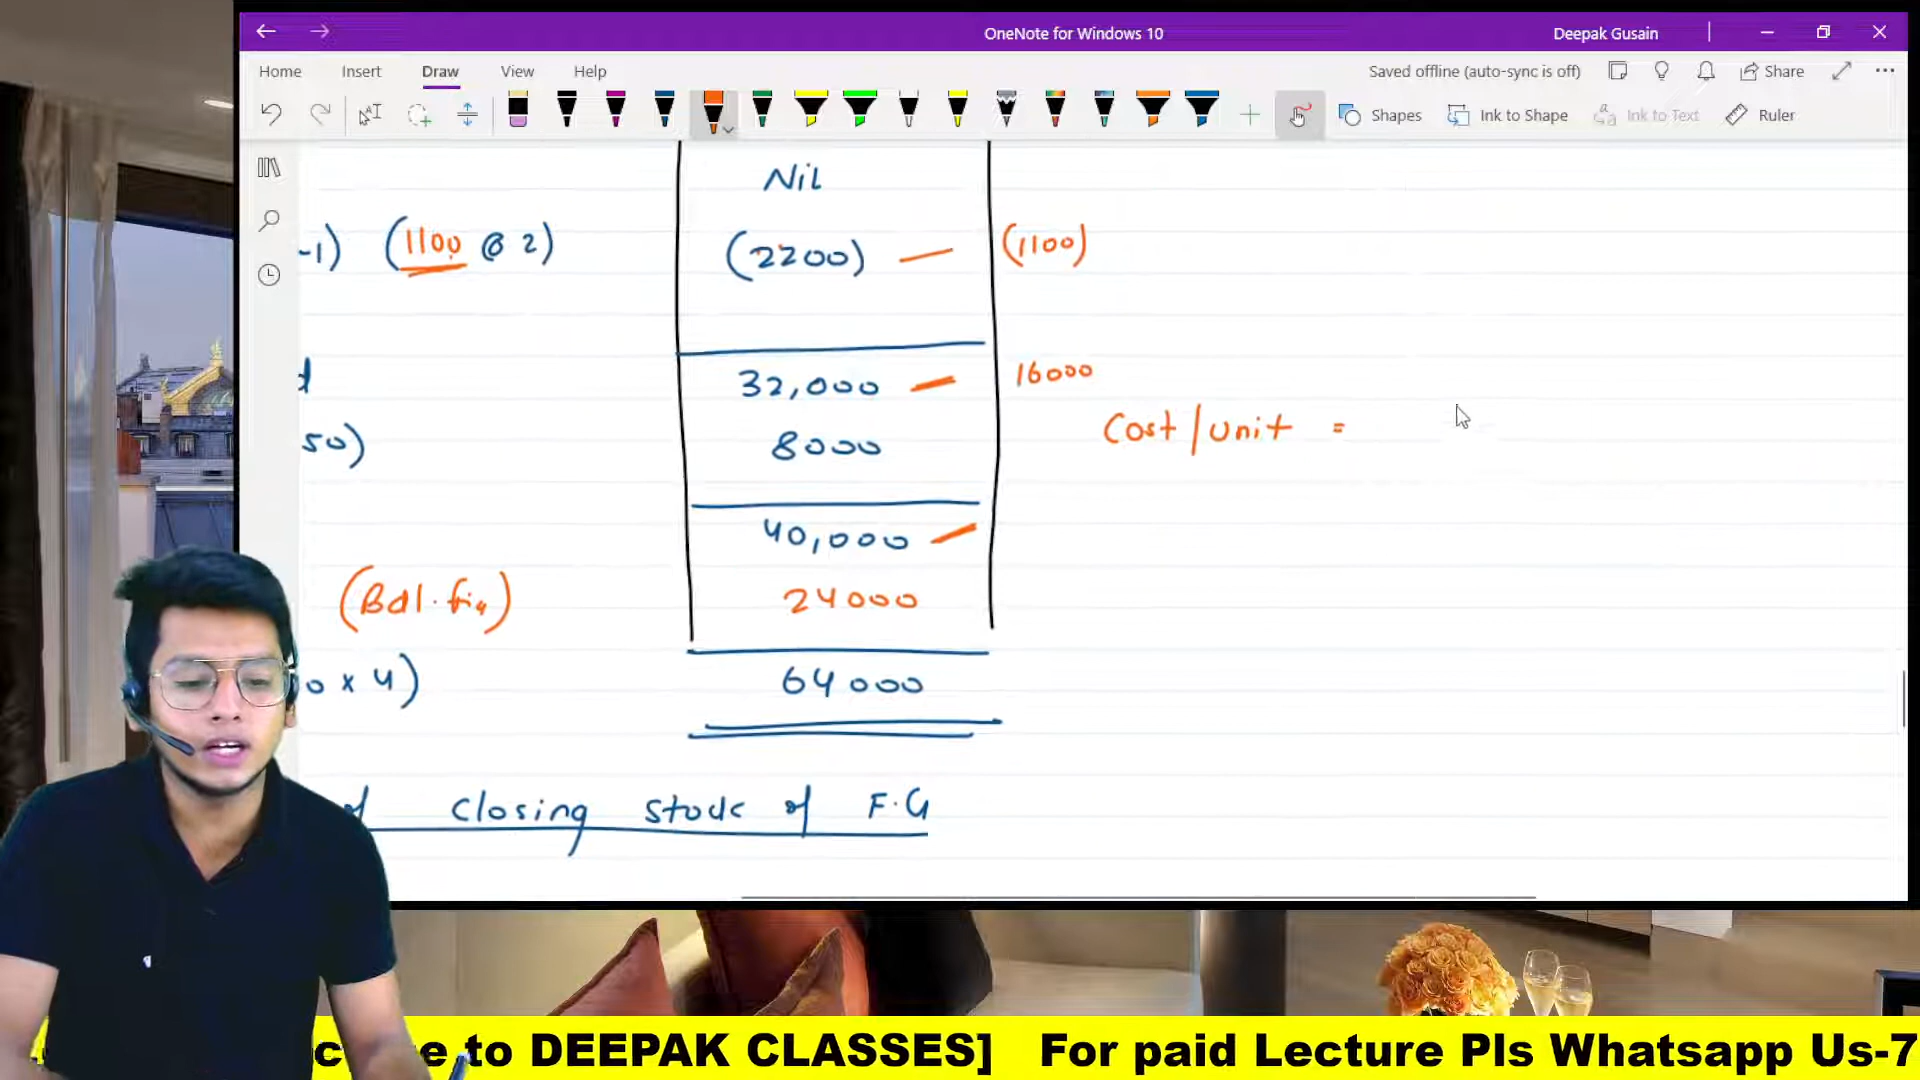 OneNote for Windows 10
Deepak Gusain
Home Insert Draw View Help
Saved offline (auto-sync is off)
Share
Shapes
Ink to Shape
Ink to Text
Ruler
Nil
-1) (1100 @ 2) (2200) (1100)
d 32,000 16000
50) 8000 Cost/unit =
40,000
(Bal. fig) 24000
0 x 4) 64000
of closing stock of F.G
to DEEPAK CLASSES] For paid Lecture Pls Whatsapp Us-7